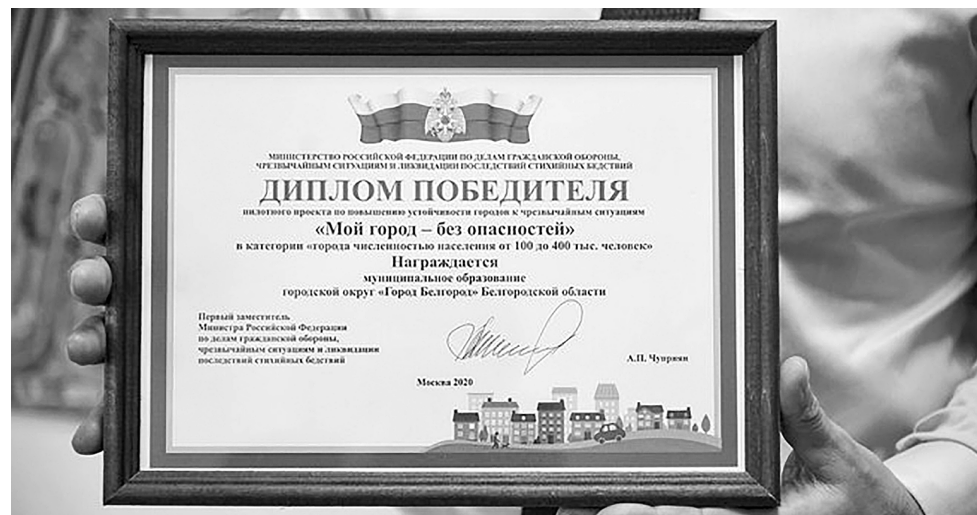 МИНИСТЕРСТВО РОССИЙСКОЙ ФЕДЕРАЦИИ ПО ДЕЛАМ ГРАЖДАНСКОЙ ОБОРОНЫ,
ЧРЕЗВЫЧАЙНЫМ СИТУАЦИЯМ И ЛИКВИДАЦИИ ПОСЛЕДСТВИЙ СТИХИЙНЫХ БЕДСТВИЙ
ДИПЛОМ ПОБЕДИТЕЛЯ
пилотного проекта по повышению устойчивости городов к чрезвычайным ситуациям
«Мой город – без опасностей»
в категории «города численностью населения от 100 до 400 тыс. человек»
Награждается
муниципальное образование
городской округ «Город Белгород» Белгородской области
Первый заместитель
Министра Российской Федерации
по делам гражданской обороны,
чрезвычайным ситуациям и ликвидации
последствий стихийных бедствий
А.П. Чуприян
Москва 2020